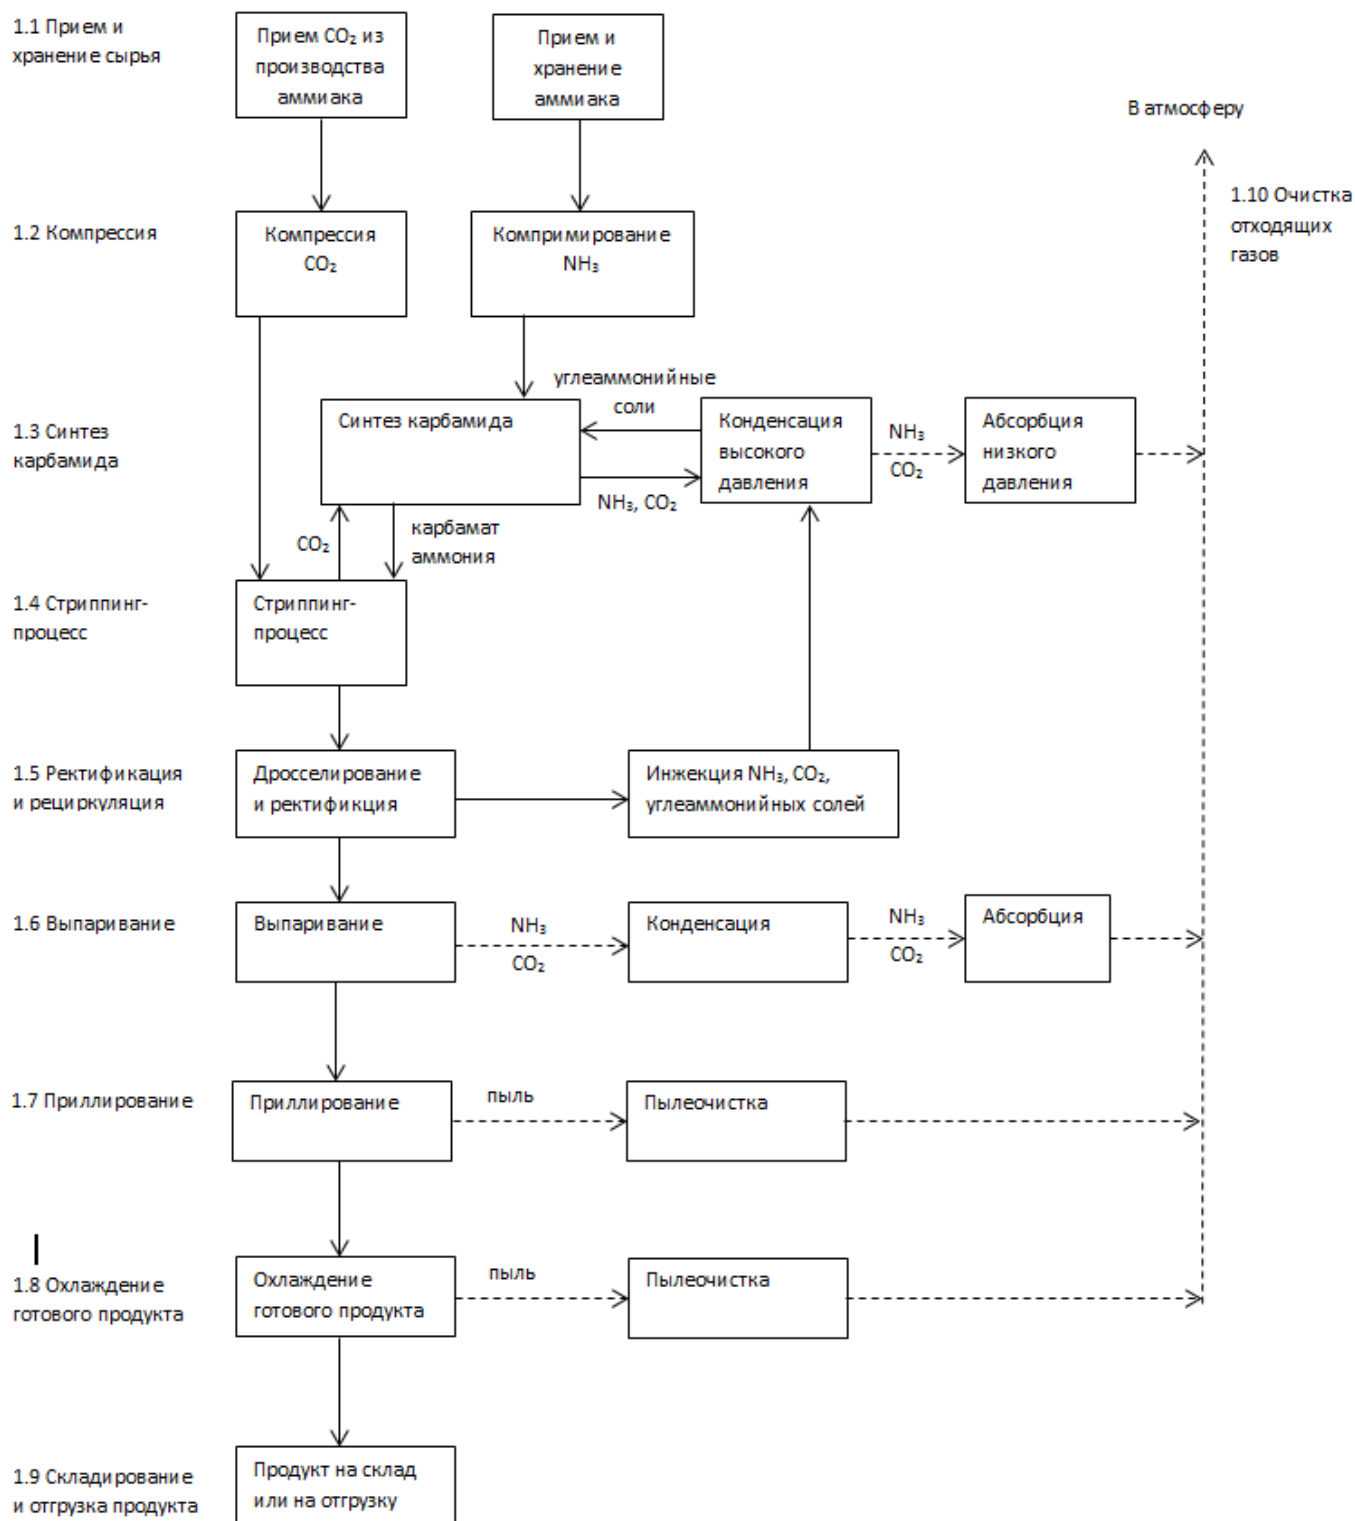 1.1 Прием и
хранение сырья
Прием CO₂ из
производства
аммиака
Прием и
хранение
аммиака
В атмосферу
1.10 Очистка
отходящих
газов
1.2 Компрессия
Компрессия
CO₂
Компримирование
NH₃
1.3 Синтез
карбамида
Синтез карбамида
углеаммонийные
соли
NH₃, CO₂
Конденсация
высокого
давления
NH₃
CO₂
Абсорбция
низкого
давления
CO₂
карбамат
аммония
1.4 Стриппинг-
процесс
Стриппинг-
процесс
1.5 Ректификация
и рециркуляция
Дросселирование
и ректификция
Инжекция NH₃, CO₂,
углеаммонийных солей
1.6 Выпаривание
Выпаривание
NH₃
CO₂
Конденсация
NH₃
CO₂
Абсорбция
1.7 Приллирование
Приллирование
пыль
Пылеочистка
1.8 Охлаждение
готового продукта
Охлаждение
готового продукта
пыль
Пылеочистка
1.9 Складирование
и отгрузка продукта
Продукт на склад
или на отгрузку